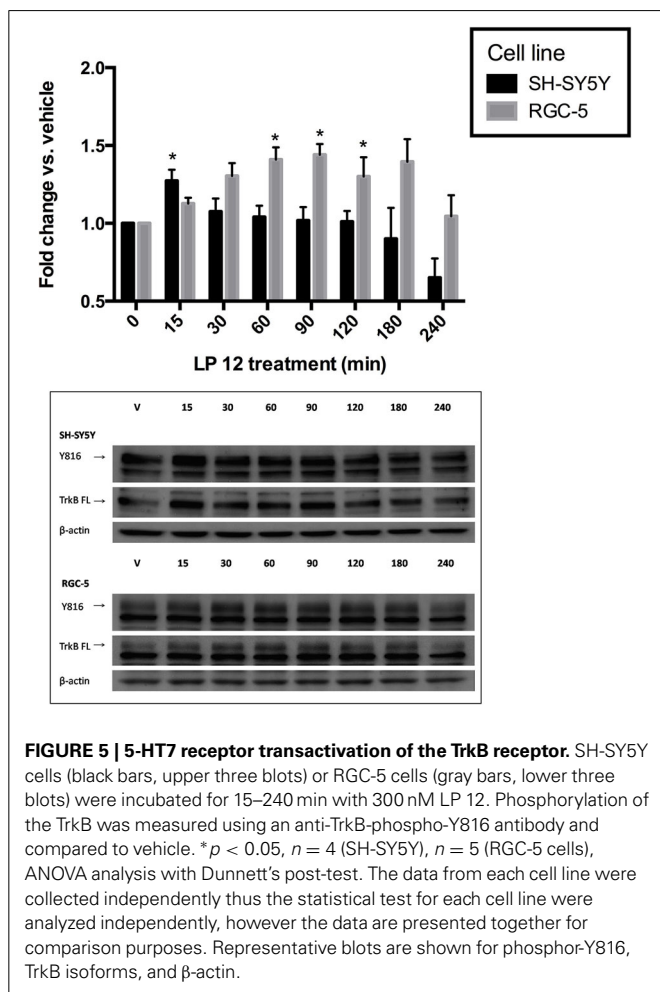 Cell line
SH-SY5Y
RGC-5
2.0
1.5
1.0
0.5
Fold change vs. vehicle
*
*
*
*
0
15
30
60
90
120
180
240
LP 12 treatment (min)
V 15 30 60 90 120 180 240
SH-SY5Y
Y816 →
TrkB FL →
β-actin
V 15 30 60 90 120 180 240
RGC-5
Y816 →
TrkB FL →
β-actin
FIGURE 5 | 5-HT7 receptor transactivation of the TrkB receptor. SH-SY5Y
cells (black bars, upper three blots) or RGC-5 cells (gray bars, lower three
blots) were incubated for 15–240 min with 300 nM LP 12. Phosphorylation of
the TrkB was measured using an anti-TrkB-phospho-Y816 antibody and
compared to vehicle. *p < 0.05, n = 4 (SH-SY5Y), n = 5 (RGC-5 cells),
ANOVA analysis with Dunnett's post-test. The data from each cell line were
collected independently thus the statistical test for each cell line were
analyzed independently, however the data are presented together for
comparison purposes. Representative blots are shown for phosphor-Y816,
TrkB isoforms, and β-actin.